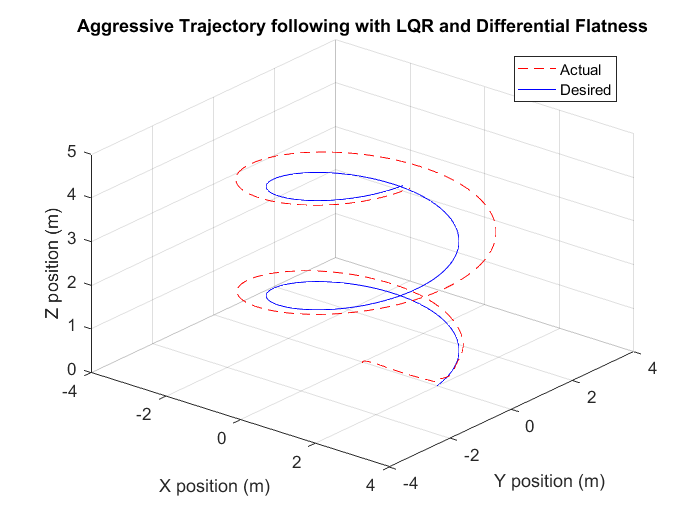 Aggressive Trajectory following with LQR and Differential Flatness
Actual
Desired
5
4
3
2
1
0
Z position (m)
-4
-2
0
2
4
X position (m)
-4
-2
0
2
4
Y position (m)